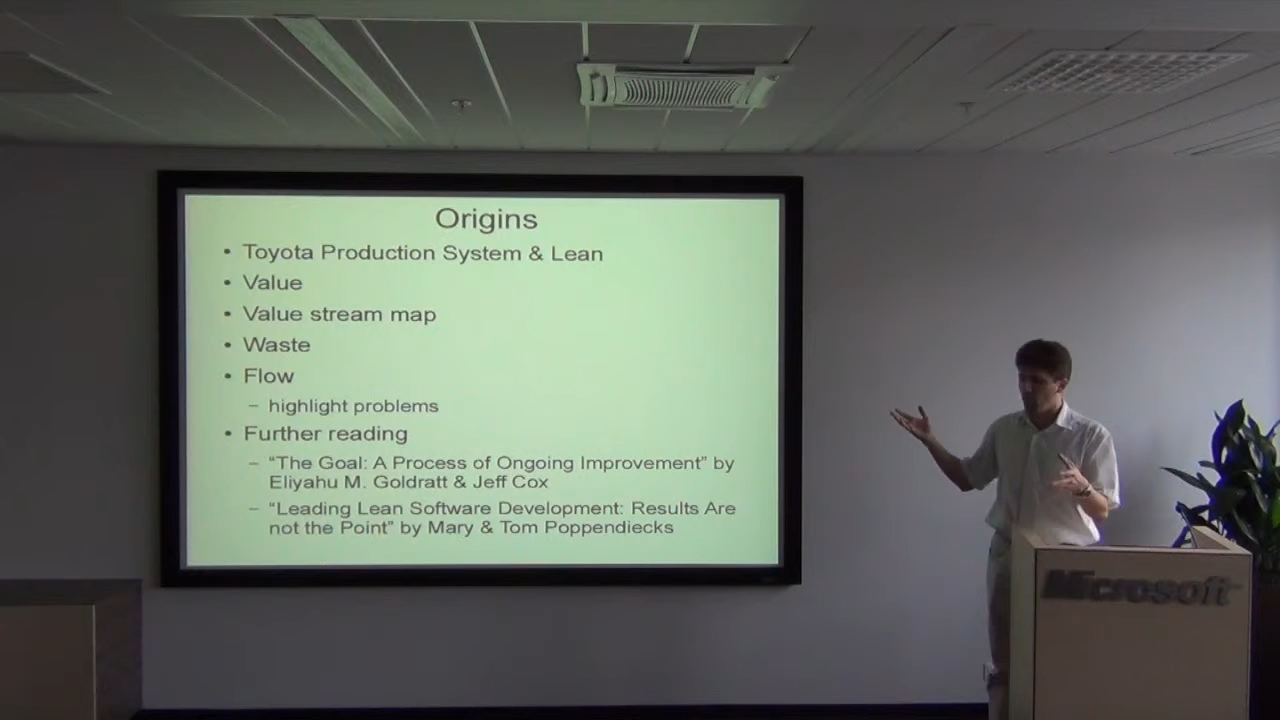 Origins
• Toyota Production System & Lean
• Value
• Value stream map
• Waste
• Flow
– highlight problems
• Further reading
– “The Goal: A Process of Ongoing Improvement” by
Eliyahu M. Goldratt & Jeff Cox
– “Leading Lean Software Development: Results Are
not the Point” by Mary & Tom Poppendiecks
Microsoft